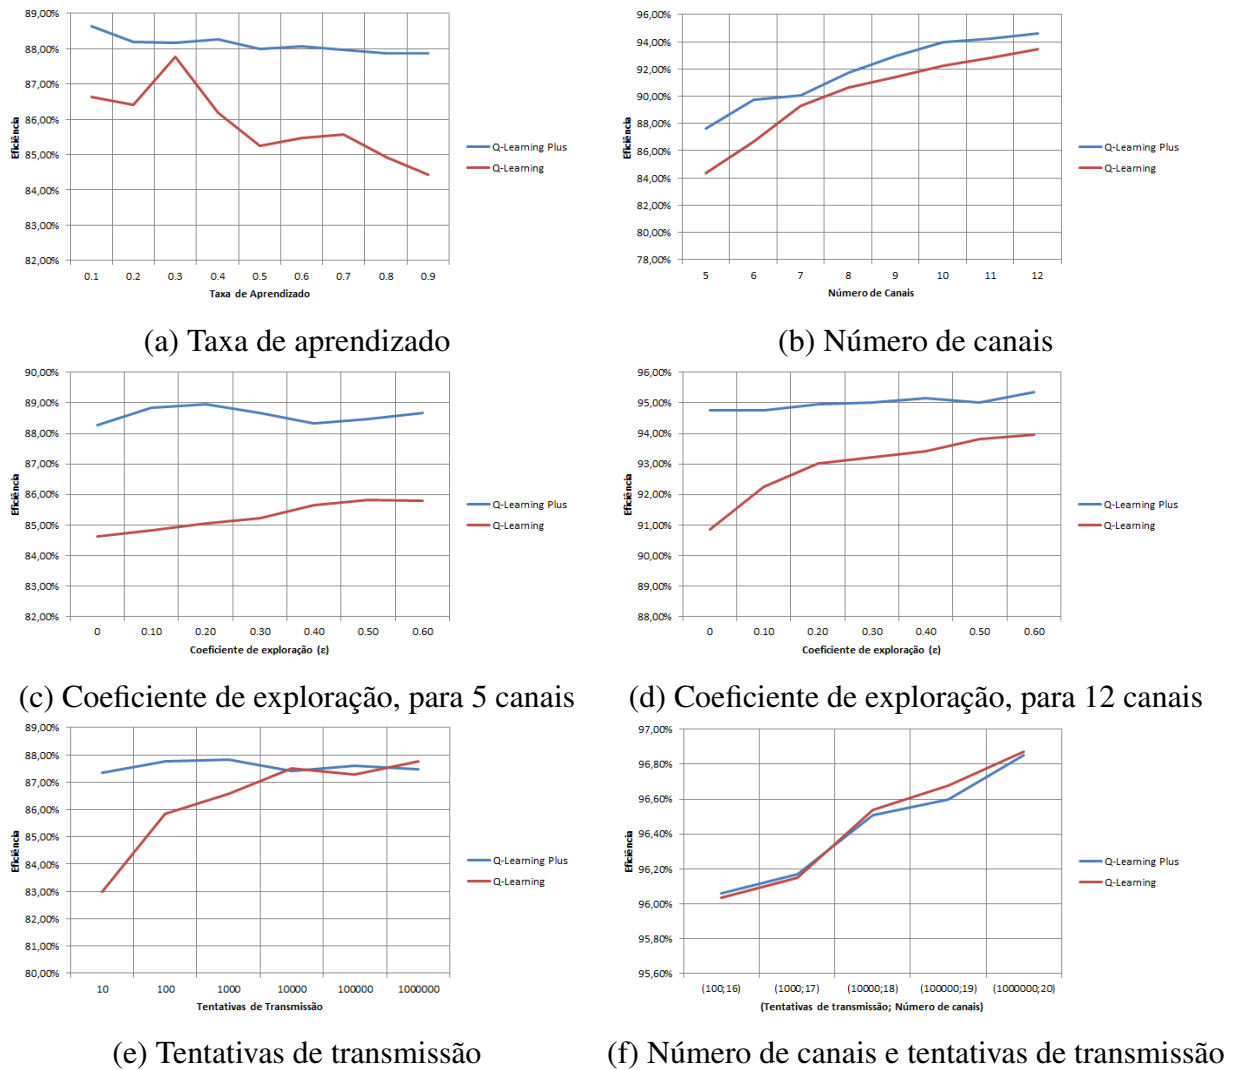 89,00%
88,00%
87,00%
86,00%
85,00%
84,00%
83,00%
82,00%
Eficiência
0.1 0.2 0.3 0.4 0.5 0.6 0.7 0.8 0.9
Taxa de Aprendizado
Q-Learning Plus
Q-Learning
(a) Taxa de aprendizado
96,00%
94,00%
92,00%
90,00%
88,00%
86,00%
84,00%
82,00%
80,00%
78,00%
Eficiência
5 6 7 8 9 10 11 12
Número de Canais
Q-Learning Plus
Q-Learning
(b) Número de canais
90,00%
89,00%
88,00%
87,00%
86,00%
85,00%
84,00%
83,00%
82,00%
Eficiência
0 0.10 0.20 0.30 0.40 0.50 0.60
Coeficiente de exploração (ε)
Q-Learning Plus
Q-Learning
(c) Coeficiente de exploração, para 5 canais
96,00%
95,00%
94,00%
93,00%
92,00%
91,00%
90,00%
89,00%
88,00%
Eficiência
0 0.10 0.20 0.30 0.40 0.50 0.60
Coeficiente de exploração (ε)
Q-Learning Plus
Q-Learning
(d) Coeficiente de exploração, para 12 canais
89,00%
88,00%
87,00%
86,00%
85,00%
84,00%
83,00%
82,00%
81,00%
80,00%
Eficiência
10 100 1000 10000 100000 1000000
Tentativas de Transmissão
Q-Learning Plus
Q-Learning
(e) Tentativas de transmissão
97,00%
96,80%
96,60%
96,40%
96,20%
96,00%
95,80%
95,60%
Eficiência
(100;16) (1000;17) (10000;18) (100000;19) (1000000;20)
(Tentativas de transmissão; Número de canais)
Q-Learning Plus
Q-Learning
(f) Número de canais e tentativas de transmissão